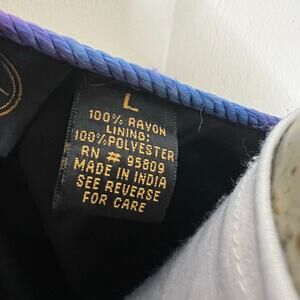 L
100% RAYON
LINING:
100% POLYESTER
RN # 95809
MADE IN INDIA
SEE REVERSE
FOR CARE